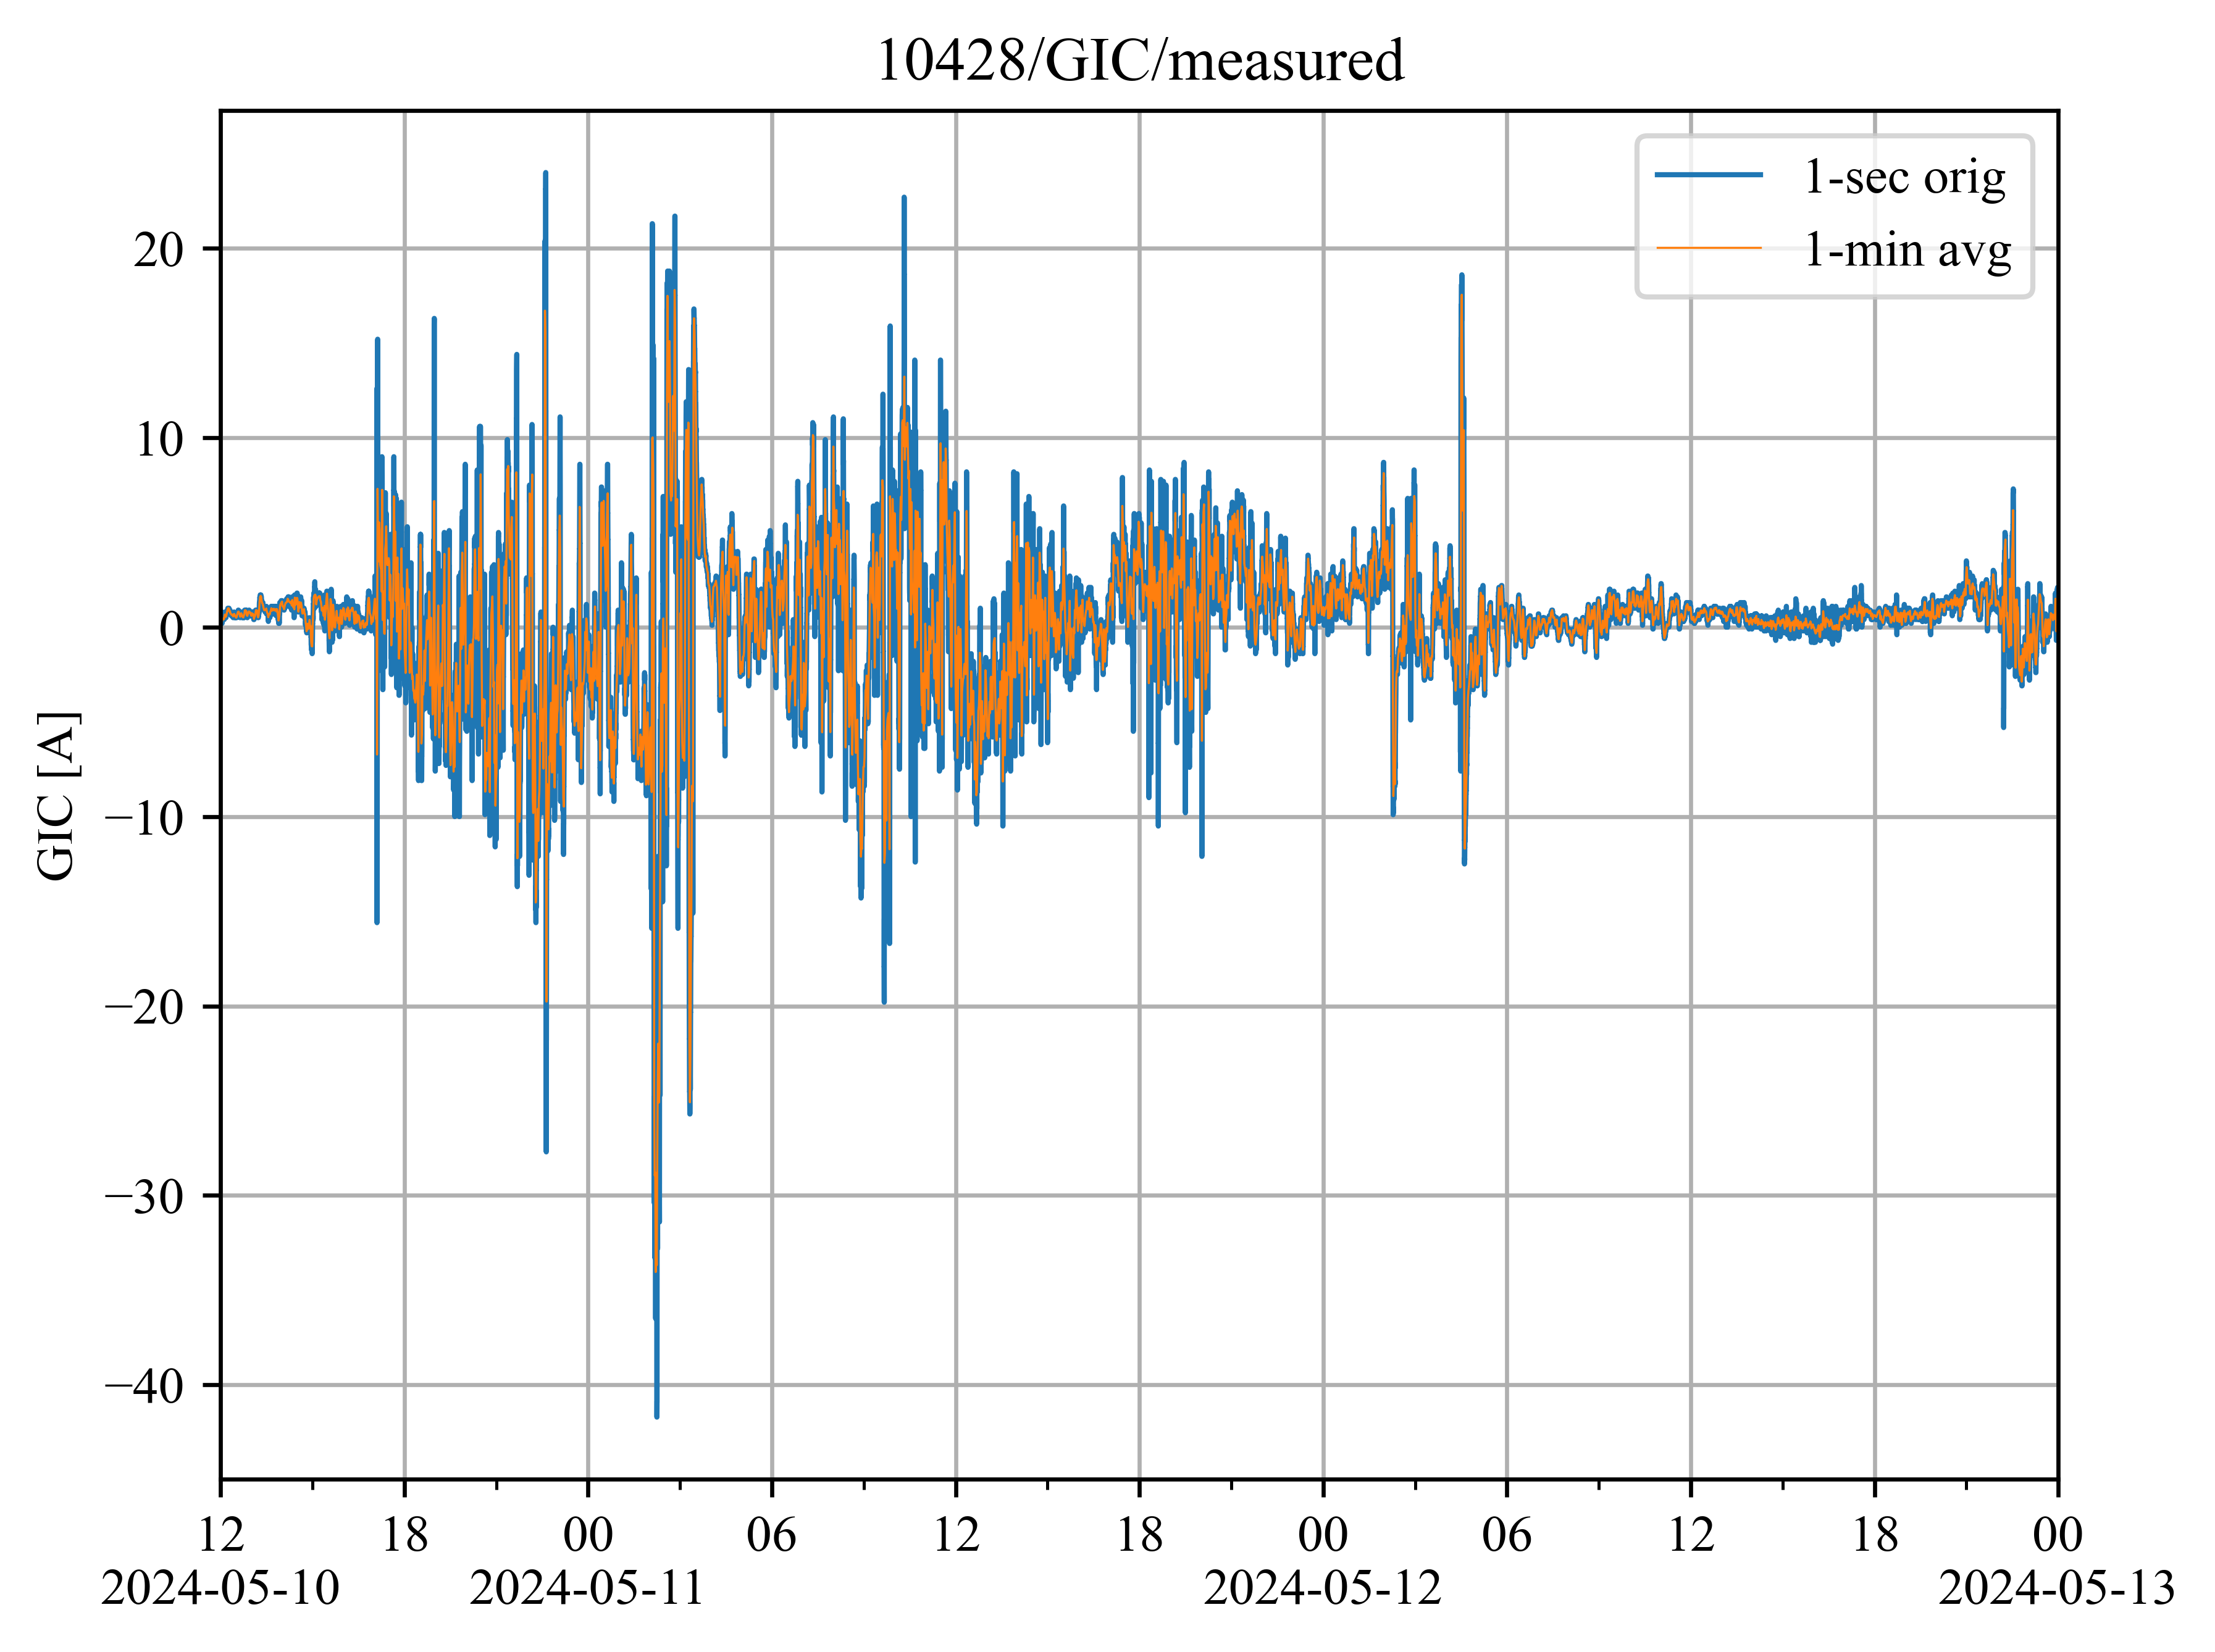 10428/GIC/measured
1-sec orig
1-min avg
GIC [A]
20
10
0
−10
−20
−30
−40
12 18 00 06 12 18 00 06 12 18 00
2024-05-10 2024-05-11 2024-05-12 2024-05-13